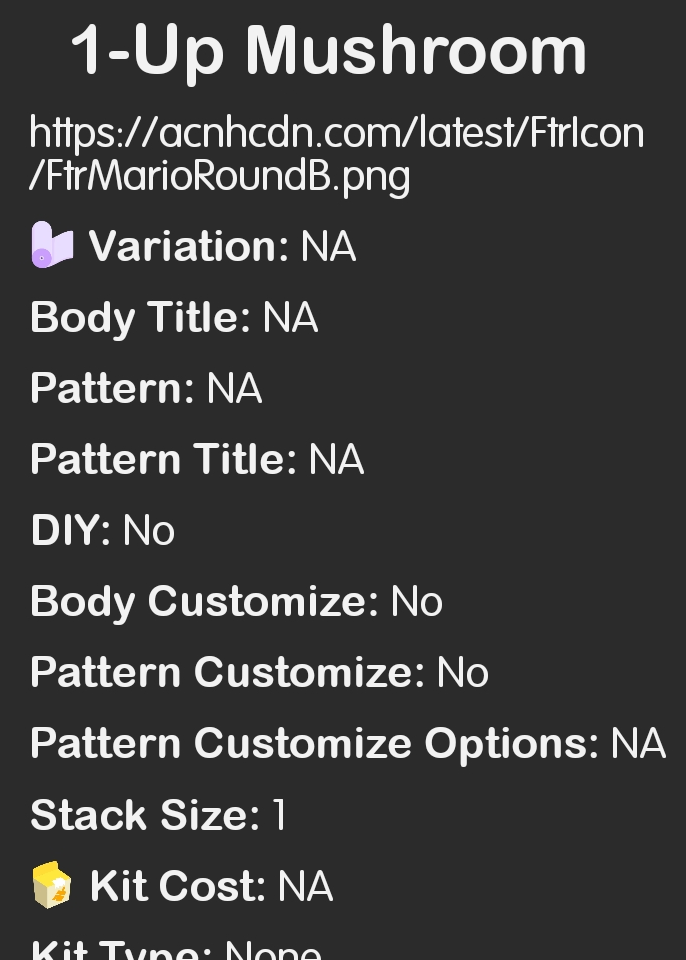 1-Up Mushroom
https://acnhcdn.com/latest/FtrIcon
/FtrMarioRoundB.png
Variation: NA
Body Title: NA
Pattern: NA
Pattern Title: NA
DIY: No
Body Customize: No
Pattern Customize: No
Pattern Customize Options: NA
Stack Size: 1
Kit Cost: NA
Kit Type: None